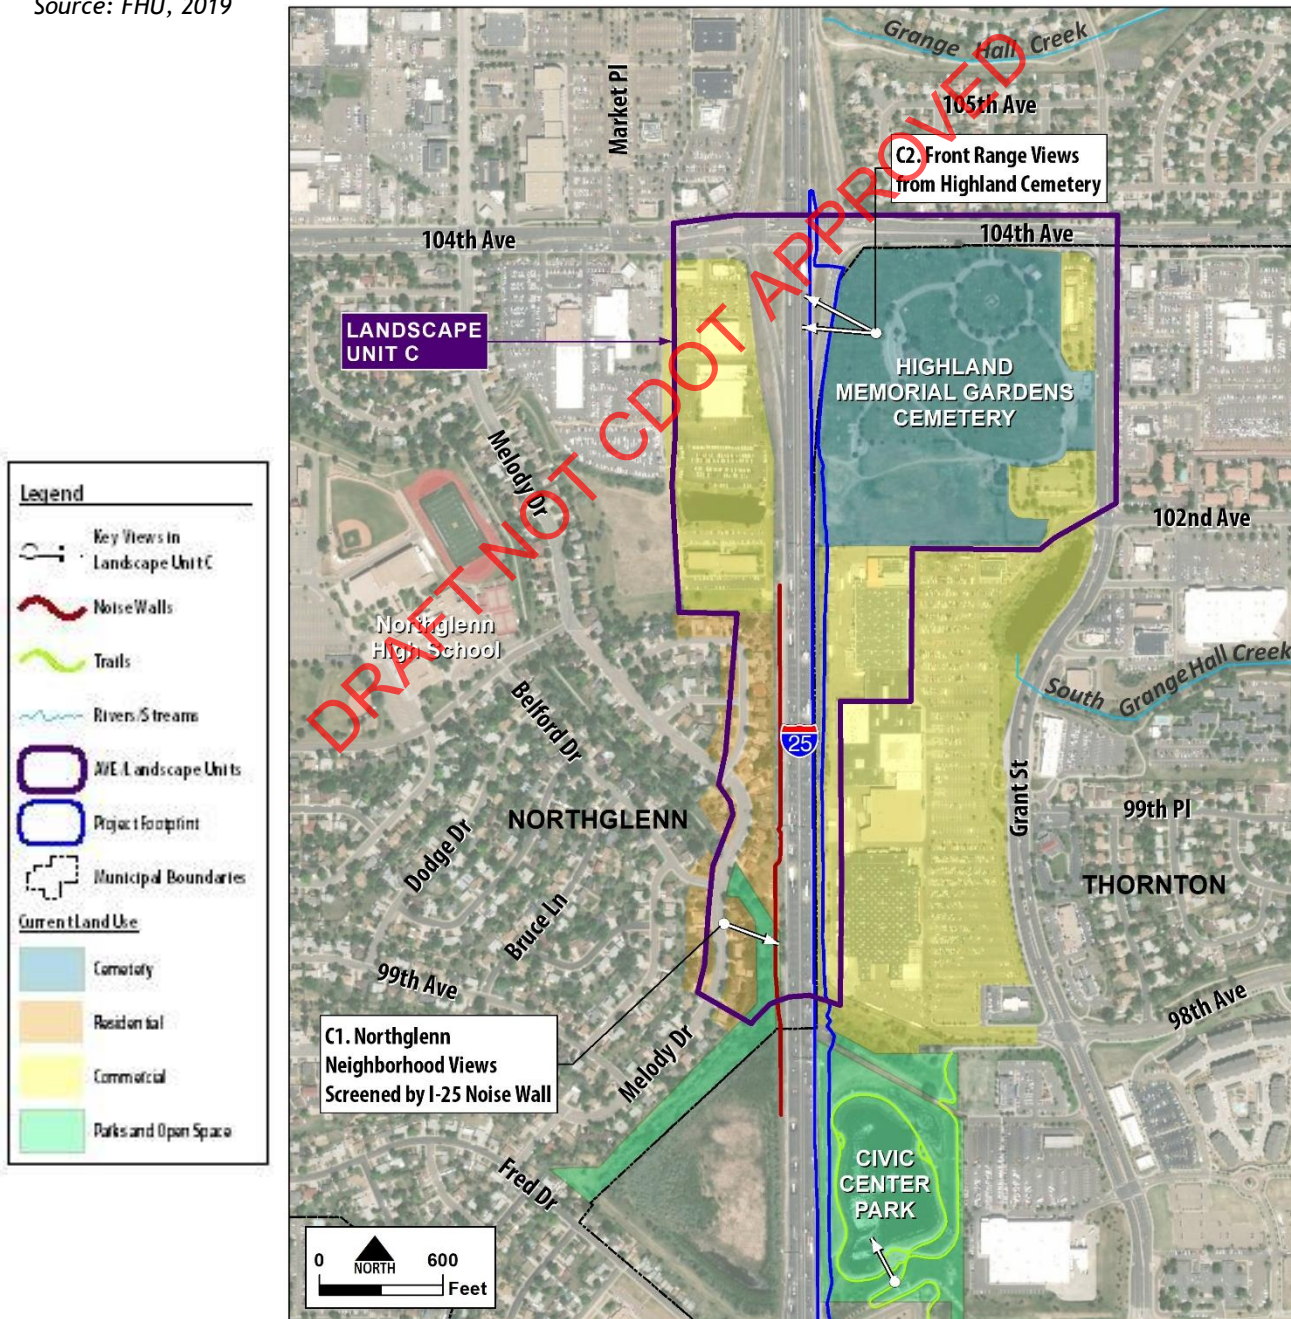 Source: FHU, 2019
Grange Hall Creek
Market Pl
105th Ave
C2. Front Range Views
from Highland Cemetery
104th Ave
104th Ave
LANDSCAPE
UNIT C
HIGHLAND
MEMORIAL GARDENS
CEMETERY
Melody Dr
102nd Ave
Northglenn
High School
South Grange Hall Creek
Belford Dr
25
Grant St
99th Pl
NORTHGLENN
Dodge Dr
THORNTON
Bruce Ln
99th Ave
98th Ave
C1. Northglenn
Neighborhood Views
Screened by I-25 Noise Wall
Melody Dr
Fred Dr
CIVIC
CENTER
PARK
0 600
NORTH
Feet
DRAFT NOT CDOT APPROVED
Legend
Key Views in
Landscape Unit C
Noise Walls
Trails
Rivers/Streams
AVE/Landscape Units
Project Footprint
Municipal Boundaries
Current Land Use
Cemetery
Residential
Commercial
Parks and Open Space